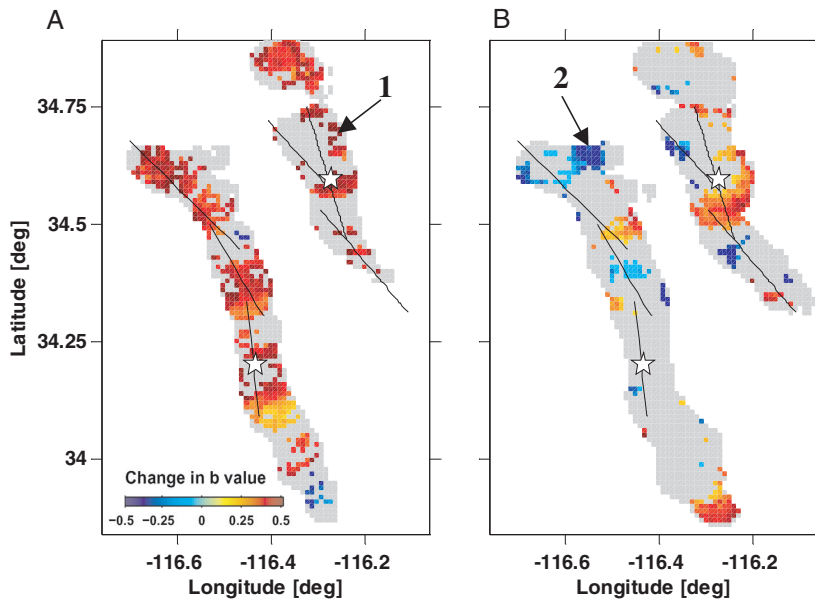 A
B
1
2
34.75
34.5
34.25
34
Latitude [deg]
Change in b value
−0.5 −0.25 0 0.25 0.5
-116.6 -116.4 -116.2
-116.6 -116.4 -116.2
Longitude [deg]
Longitude [deg]